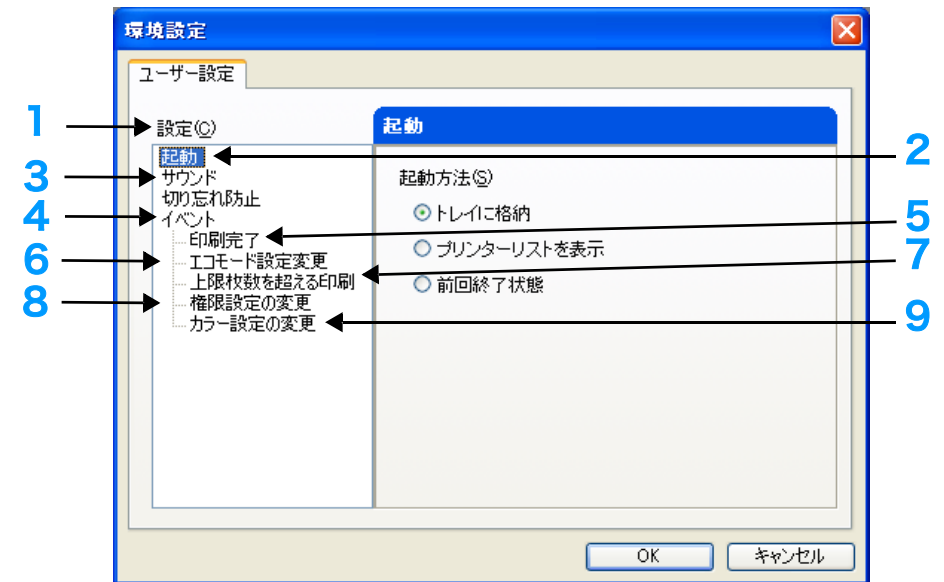 環境設定
ユーザー設定
1
設定(C)
起動
起動
2
3
サウンド
切り忘れ防止
4
イベント
印刷完了
5
6
エコモード設定変更
上限枚数を超える印刷
7
8
権限設定の変更
カラー設定の変更
9
起動方法(S)
トレイに格納
プリンターリストを表示
前回終了状態
OK
キャンセル